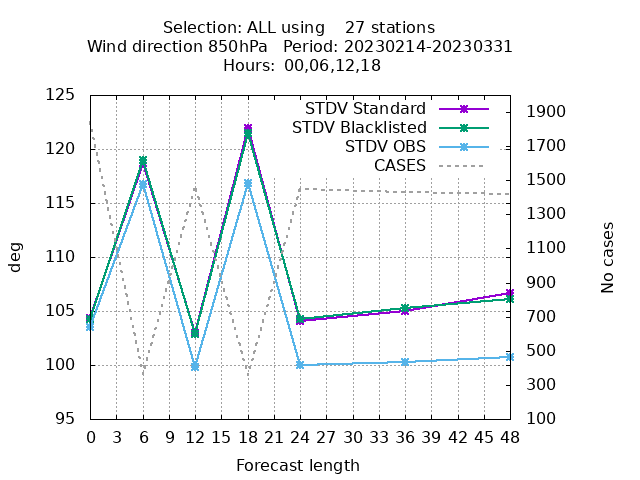 Selection: ALL using    27 stations
Wind direction 850hPa   Period: 20230214-20230331
Hours:  00,06,12,18
STDV Standard
STDV Blacklisted
STDV OBS
CASES
125
120
115
110
105
100
95
deg
1900
1700
1500
1300
1100
900
700
500
300
100
No cases
0 3 6 9 12 15 18 21 24 27 30 33 36 39 42 45 48
Forecast length